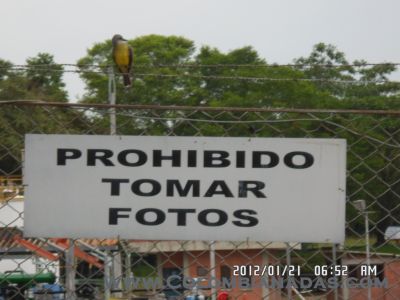 PROHIBIDO
TOMAR
FOTOS
2012/01/21 06:52 AM
WWW.COLOMBIANADAS.COM